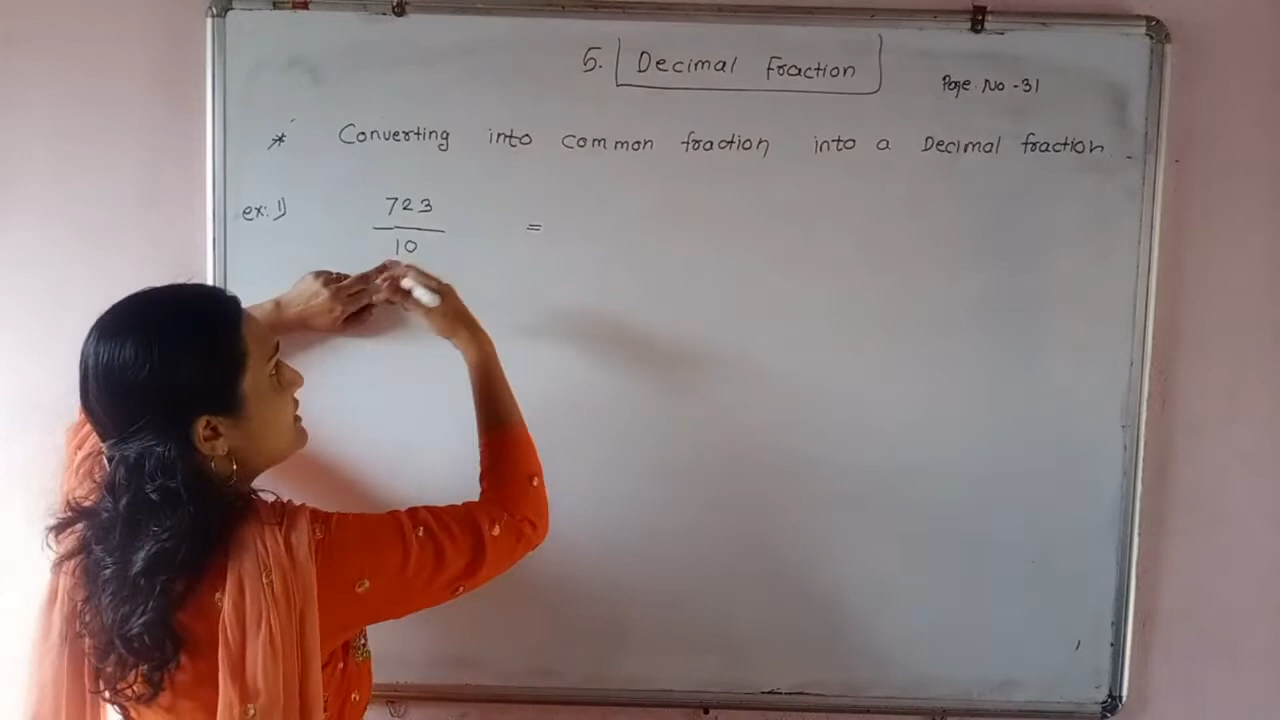 5. Decimal Fraction
Page No - 31
* Converting into common fraction into a Decimal fraction.
ex: 1) 723/10 =